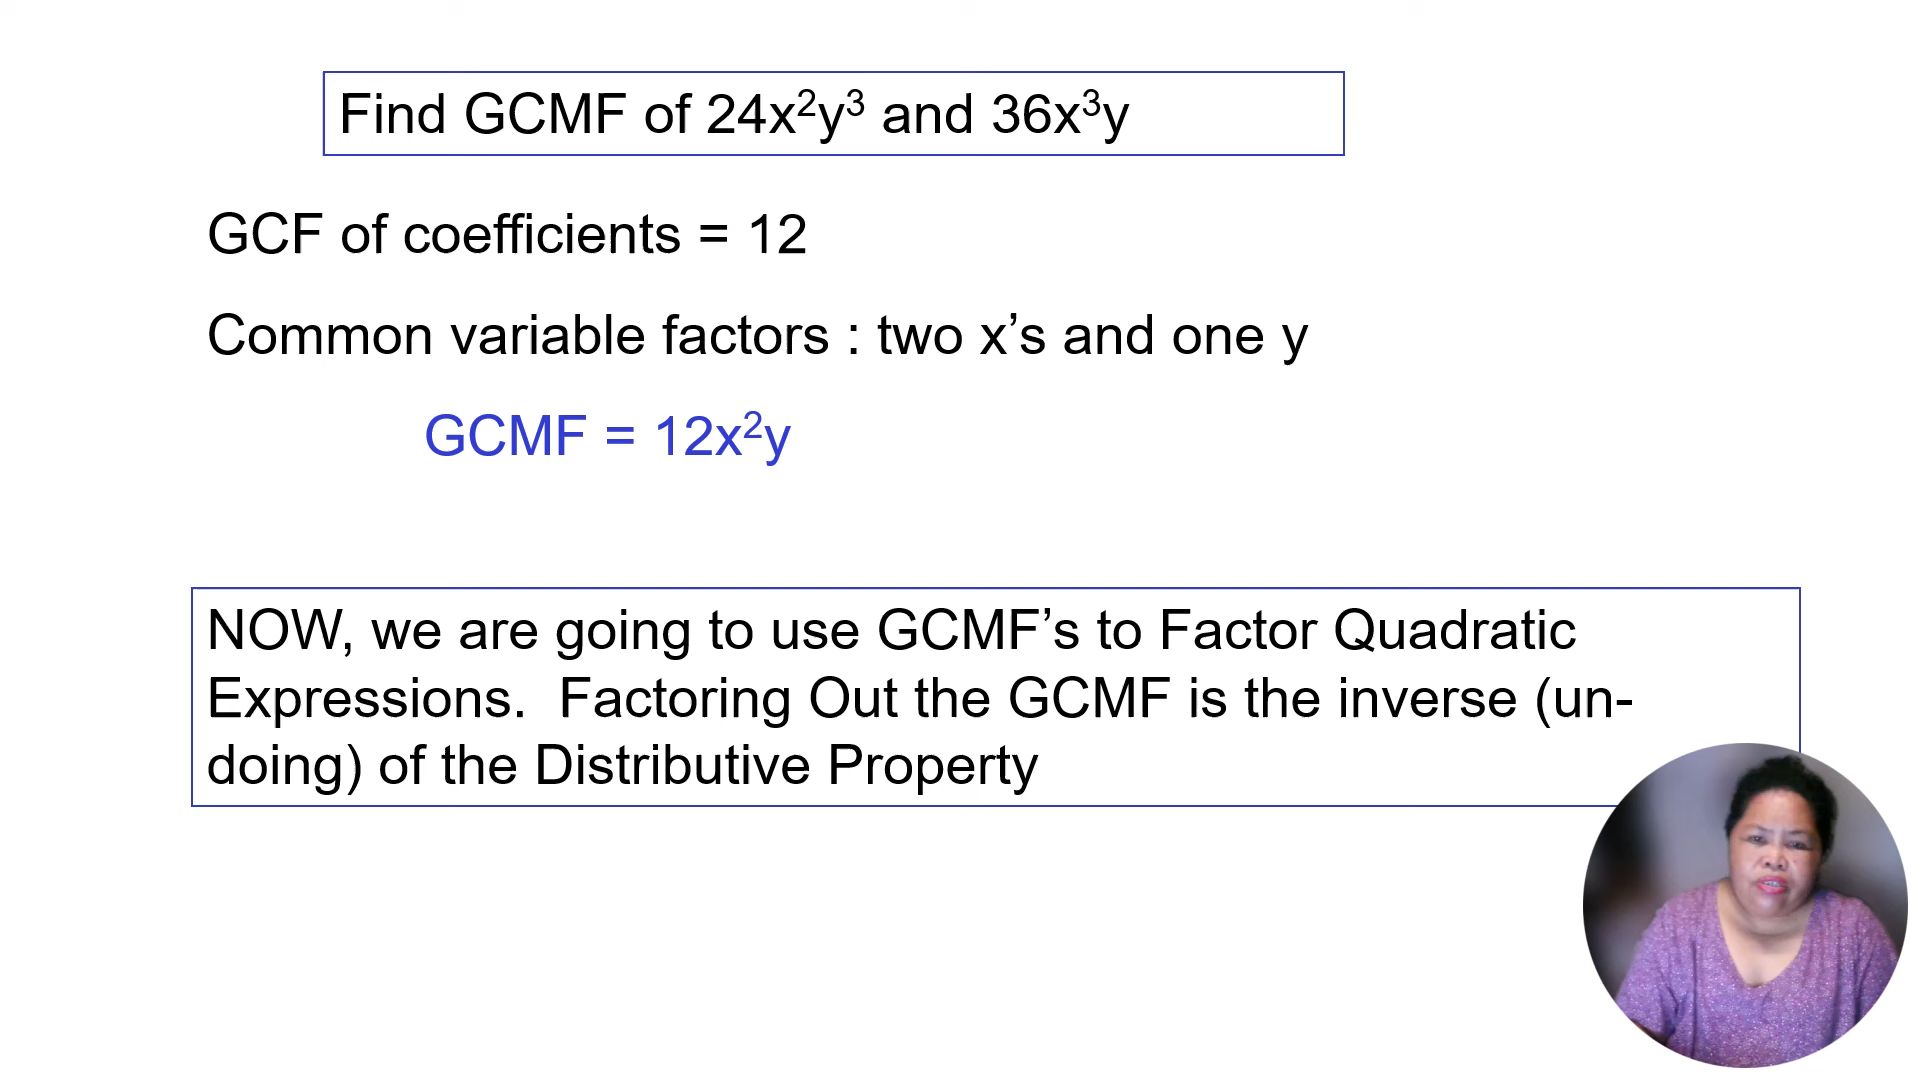 Find GCMF of 24x²y³ and 36x³y
GCF of coefficients = 12
Common variable factors : two x’s and one y
GCMF = 12x²y
NOW, we are going to use GCMF’s to Factor Quadratic
Expressions.  Factoring Out the GCMF is the inverse (un-
doing) of the Distributive Property